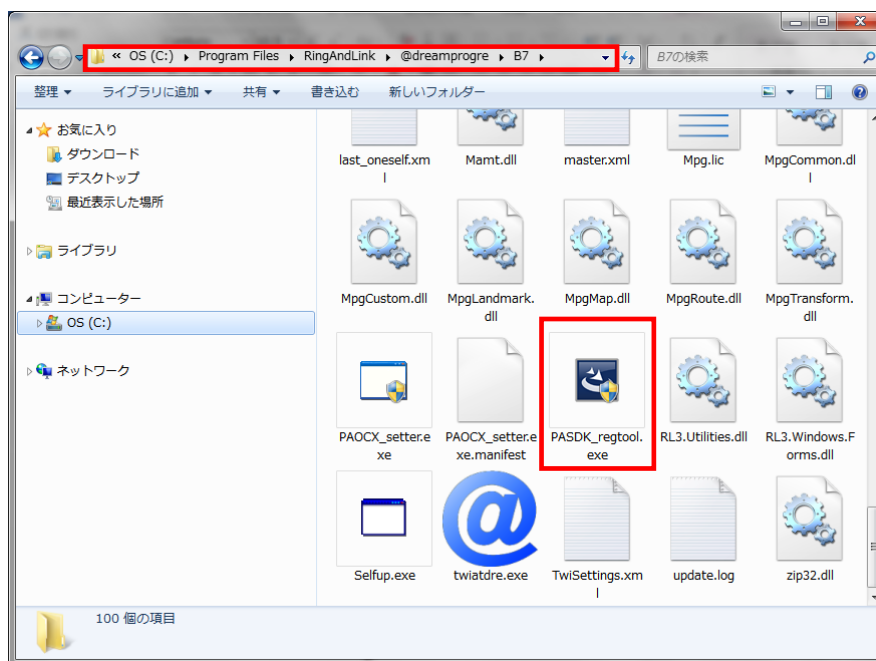 « OS (C:) ▸ Program Files ▸ RingAndLink ▸ @dreamprogre ▸ B7 ▸
B7の検索
整理 ▼ ライブラリに追加 ▼ 共有 ▼ 書き込む 新しいフォルダー
お気に入り
ダウンロード
デスクトップ
最近表示した場所
ライブラリ
コンピューター
OS (C:)
ネットワーク
last_oneself.xm
l
Mamt.dll
master.xml
Mpg.lic
MpgCommon.dl
l
MpgCustom.dll
MpgLandmark.
dll
MpgMap.dll
MpgRoute.dll
MpgTransform.
dll
PAOCX_setter.e
xe
PAOCX_setter.e
xe.manifest
PASDK_regtool.
exe
RL3.Utilities.dll
RL3.Windows.F
orms.dll
Selfup.exe
twiatdre.exe
TwiSettings.xm
l
update.log
zip32.dll
100 個の項目